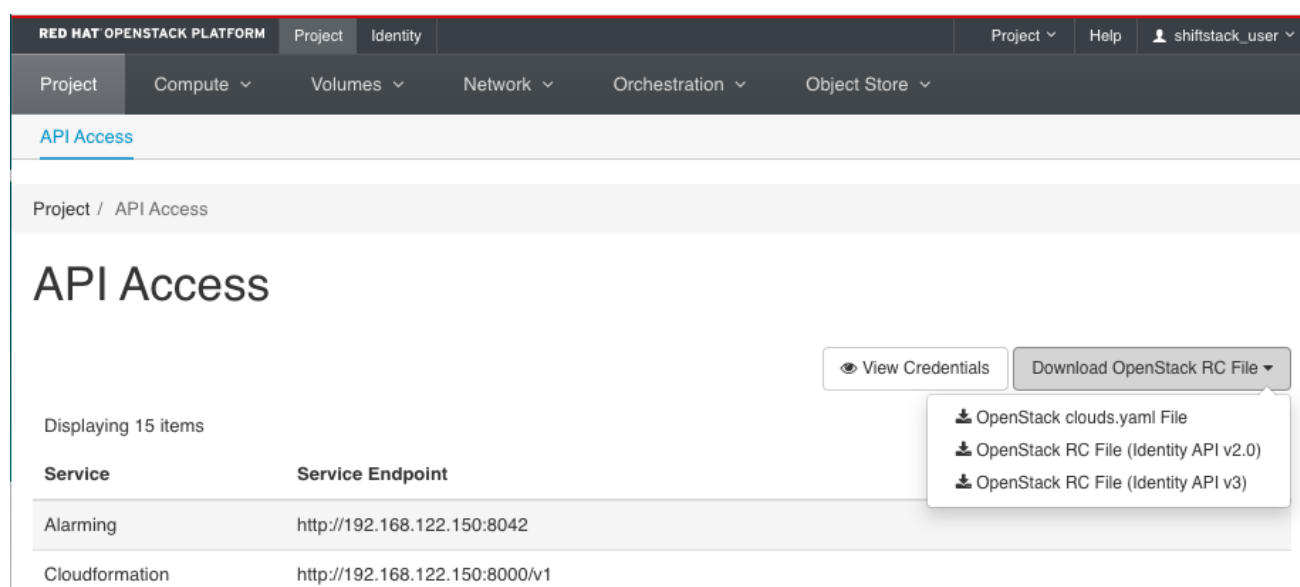 RED HAT OPENSTACK PLATFORM Project Identity Project Help shiftstack_user
Project Compute Volumes Network Orchestration Object Store
API Access
Project / API Access
API Access
View Credentials Download OpenStack RC File
OpenStack clouds.yaml File
OpenStack RC File (Identity API v2.0)
OpenStack RC File (Identity API v3)
Displaying 15 items
Service Service Endpoint
Alarming http://192.168.122.150:8042
Cloudformation http://192.168.122.150:8000/v1